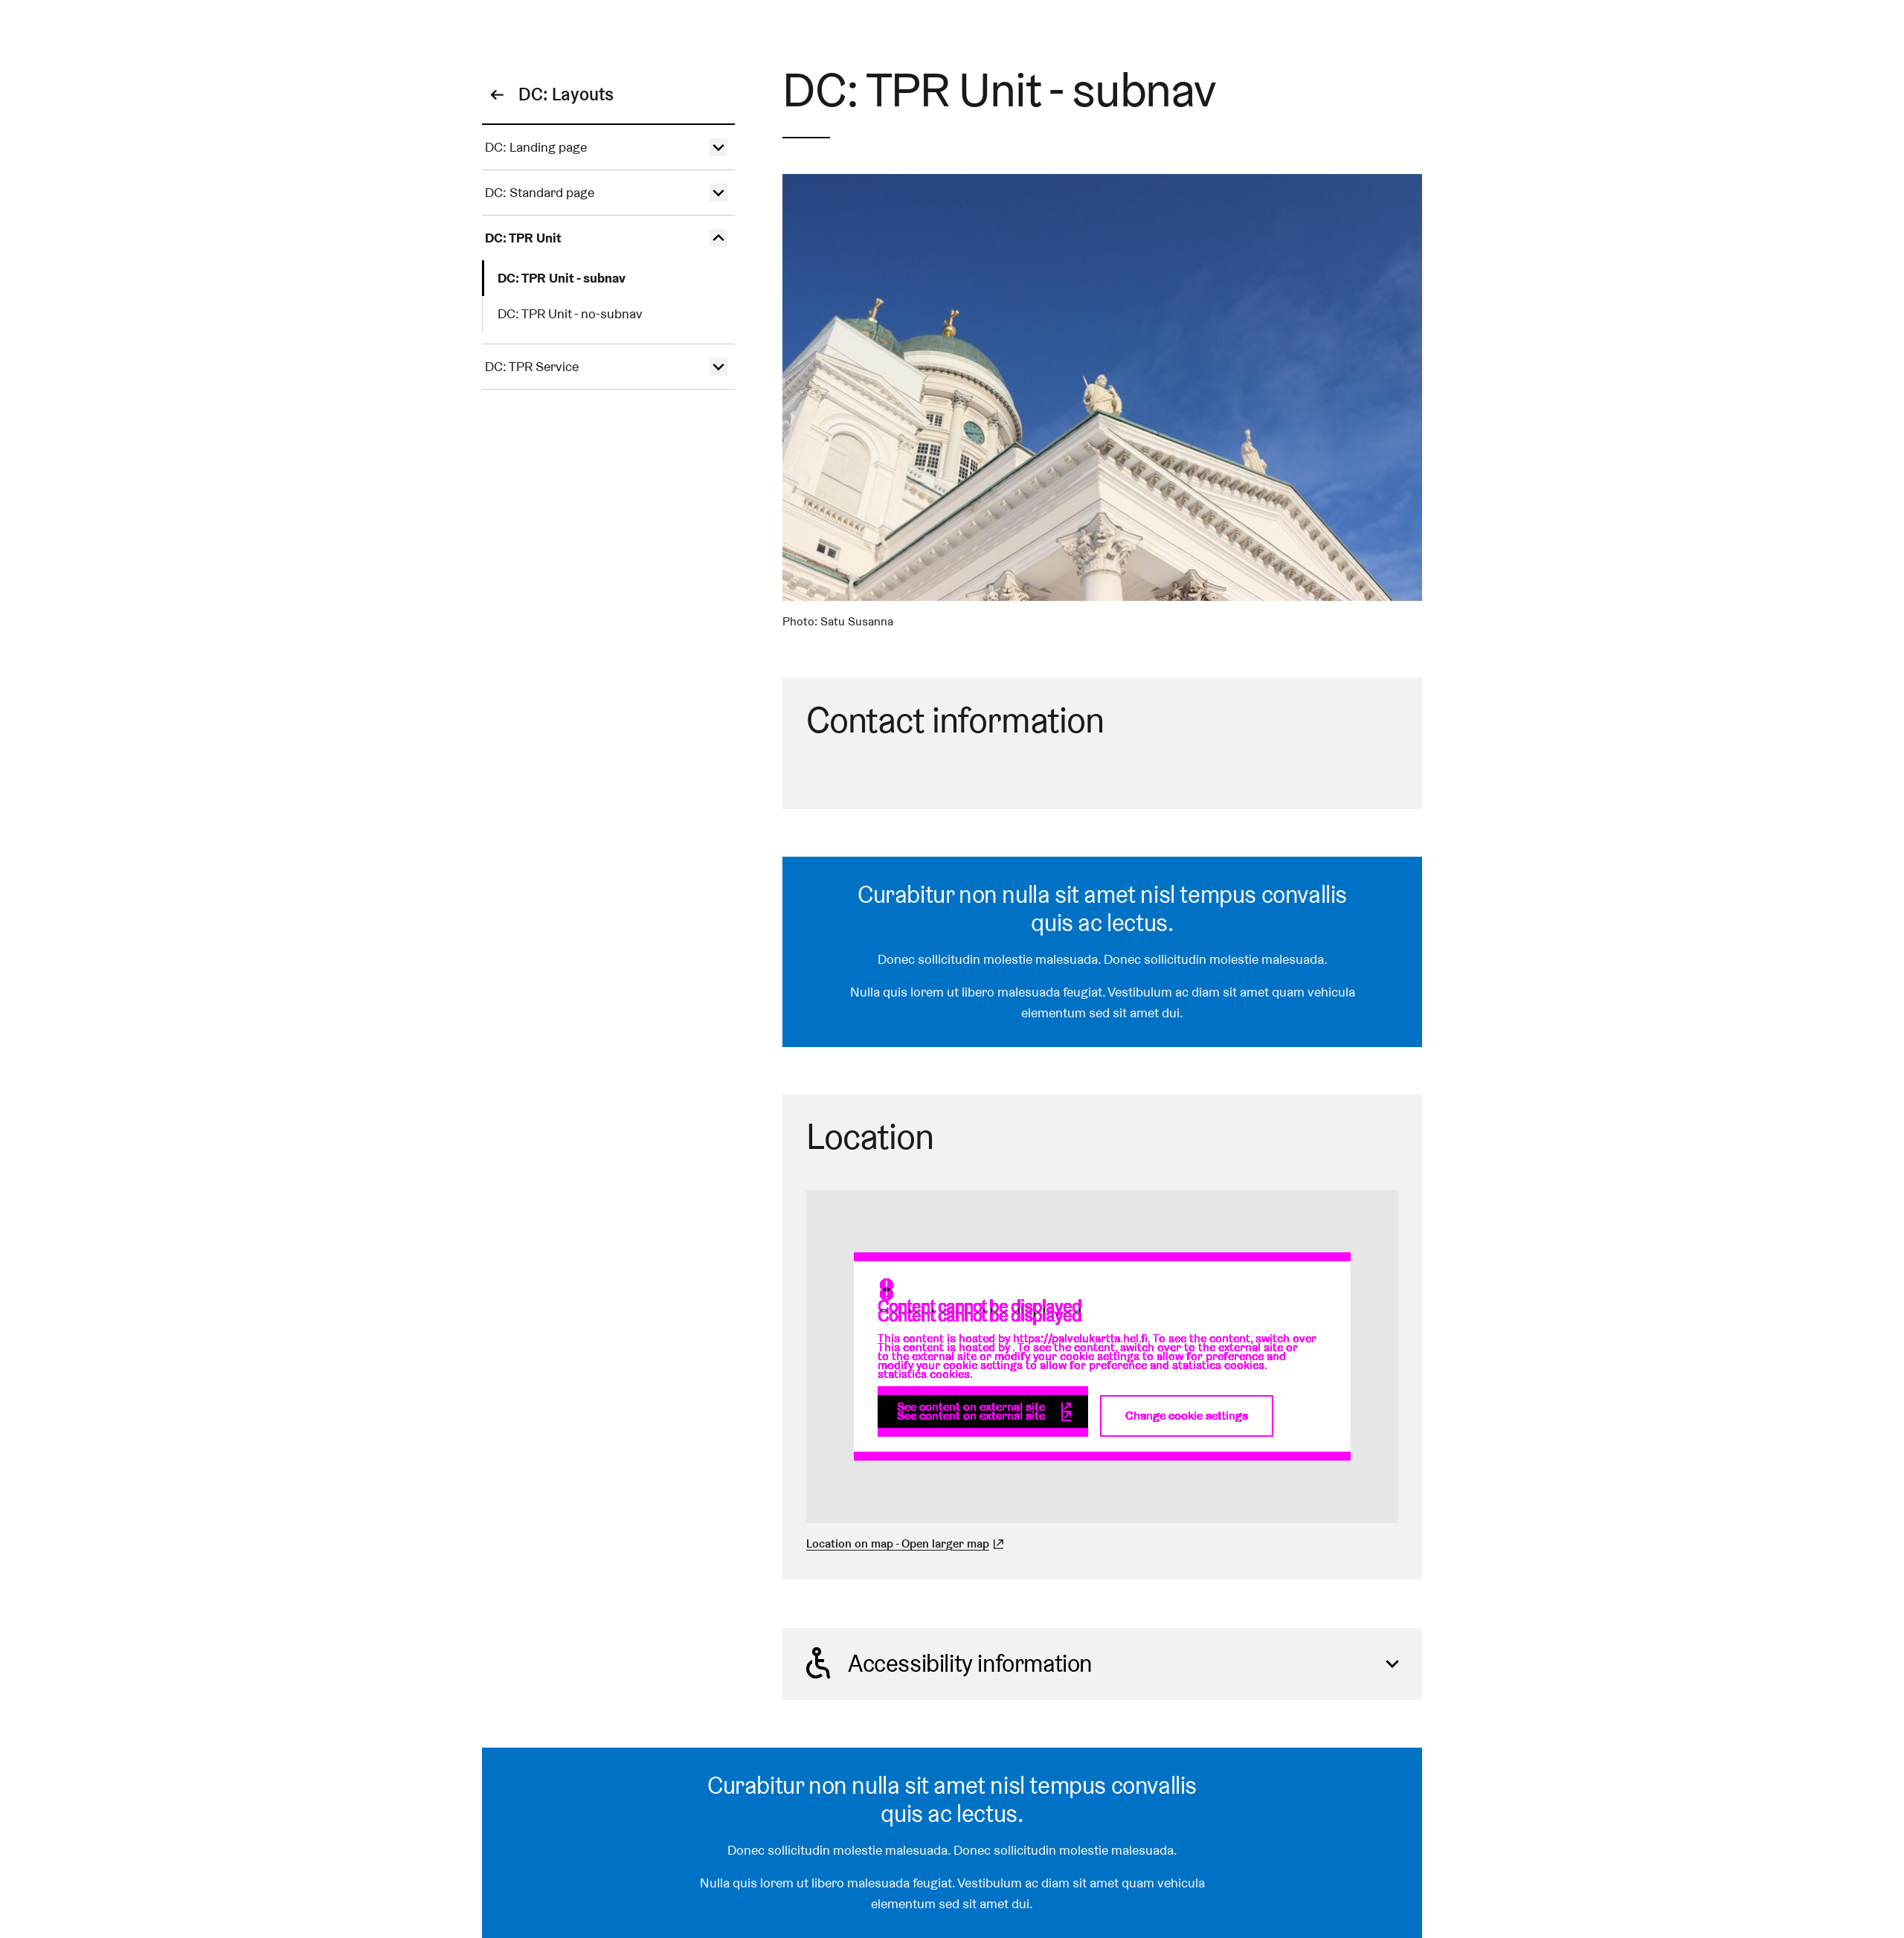 DC: Layouts
DC: Landing page
DC: Standard page
DC: TPR Unit
DC: TPR Unit - subnav
DC: TPR Unit - no-subnav
DC: TPR Service
DC: TPR Unit - subnav
Photo: Satu Susanna
Contact information
Curabitur non nulla sit amet nisl tempus convallis
quis ac lectus.
Donec sollicitudin molestie malesuada. Donec sollicitudin molestie malesuada.
Nulla quis lorem ut libero malesuada feugiat. Vestibulum ac diam sit amet quam vehicula
elementum sed sit amet dui.
Location
Content cannot be displayed
Content cannot be displayed
This content is hosted by https://palvelukartta.hel.fi. To see the content, switch over
This content is hosted by . To see the content, switch over to the external site or
to the external site or modify your cookie settings to allow for preference and
modify your cookie settings to allow for preference and statistics cookies.
statistics cookies.
See content on external site
See content on external site
Change cookie settings
Location on map - Open larger map
Accessibility information
Curabitur non nulla sit amet nisl tempus convallis
quis ac lectus.
Donec sollicitudin molestie malesuada. Donec sollicitudin molestie malesuada.
Nulla quis lorem ut libero malesuada feugiat. Vestibulum ac diam sit amet quam vehicula
elementum sed sit amet dui.